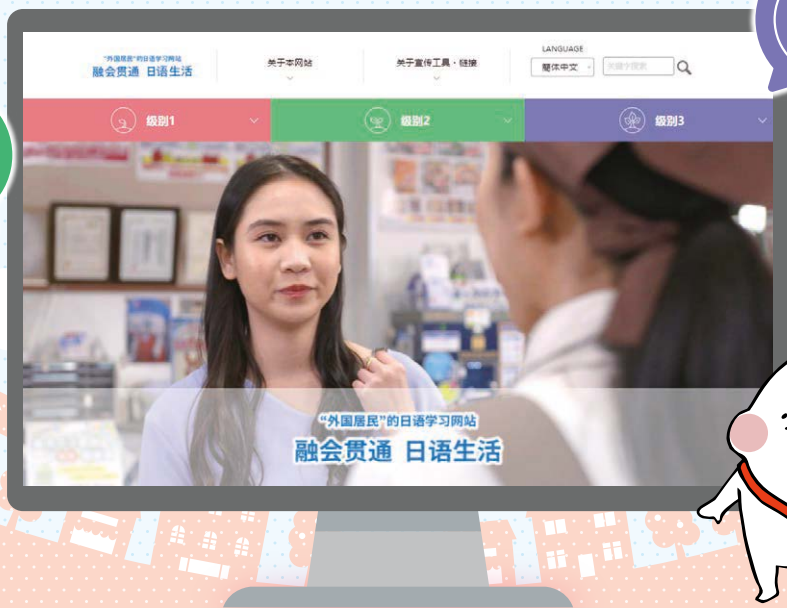 “外国居民”的日语学习网站
融会贯通 日语生活
关于本网站
关于宣传工具・链接
LANGUAGE
簡体中文
级别1
级别2
级别3
“外国居民”的日语学习网站
融会贯通 日语生活